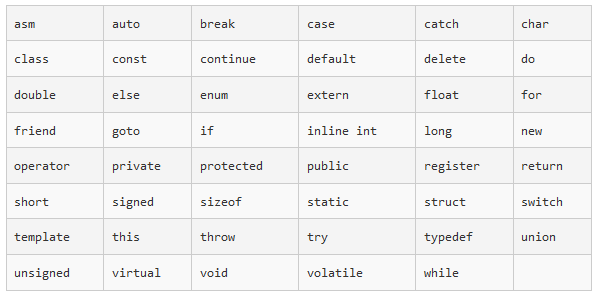 asm auto break case catch char
class const continue default delete do
double else enum extern float for
friend goto if inline int long new
operator private protected public register return
short signed sizeof static struct switch
template this throw try typedef union
unsigned virtual void volatile while